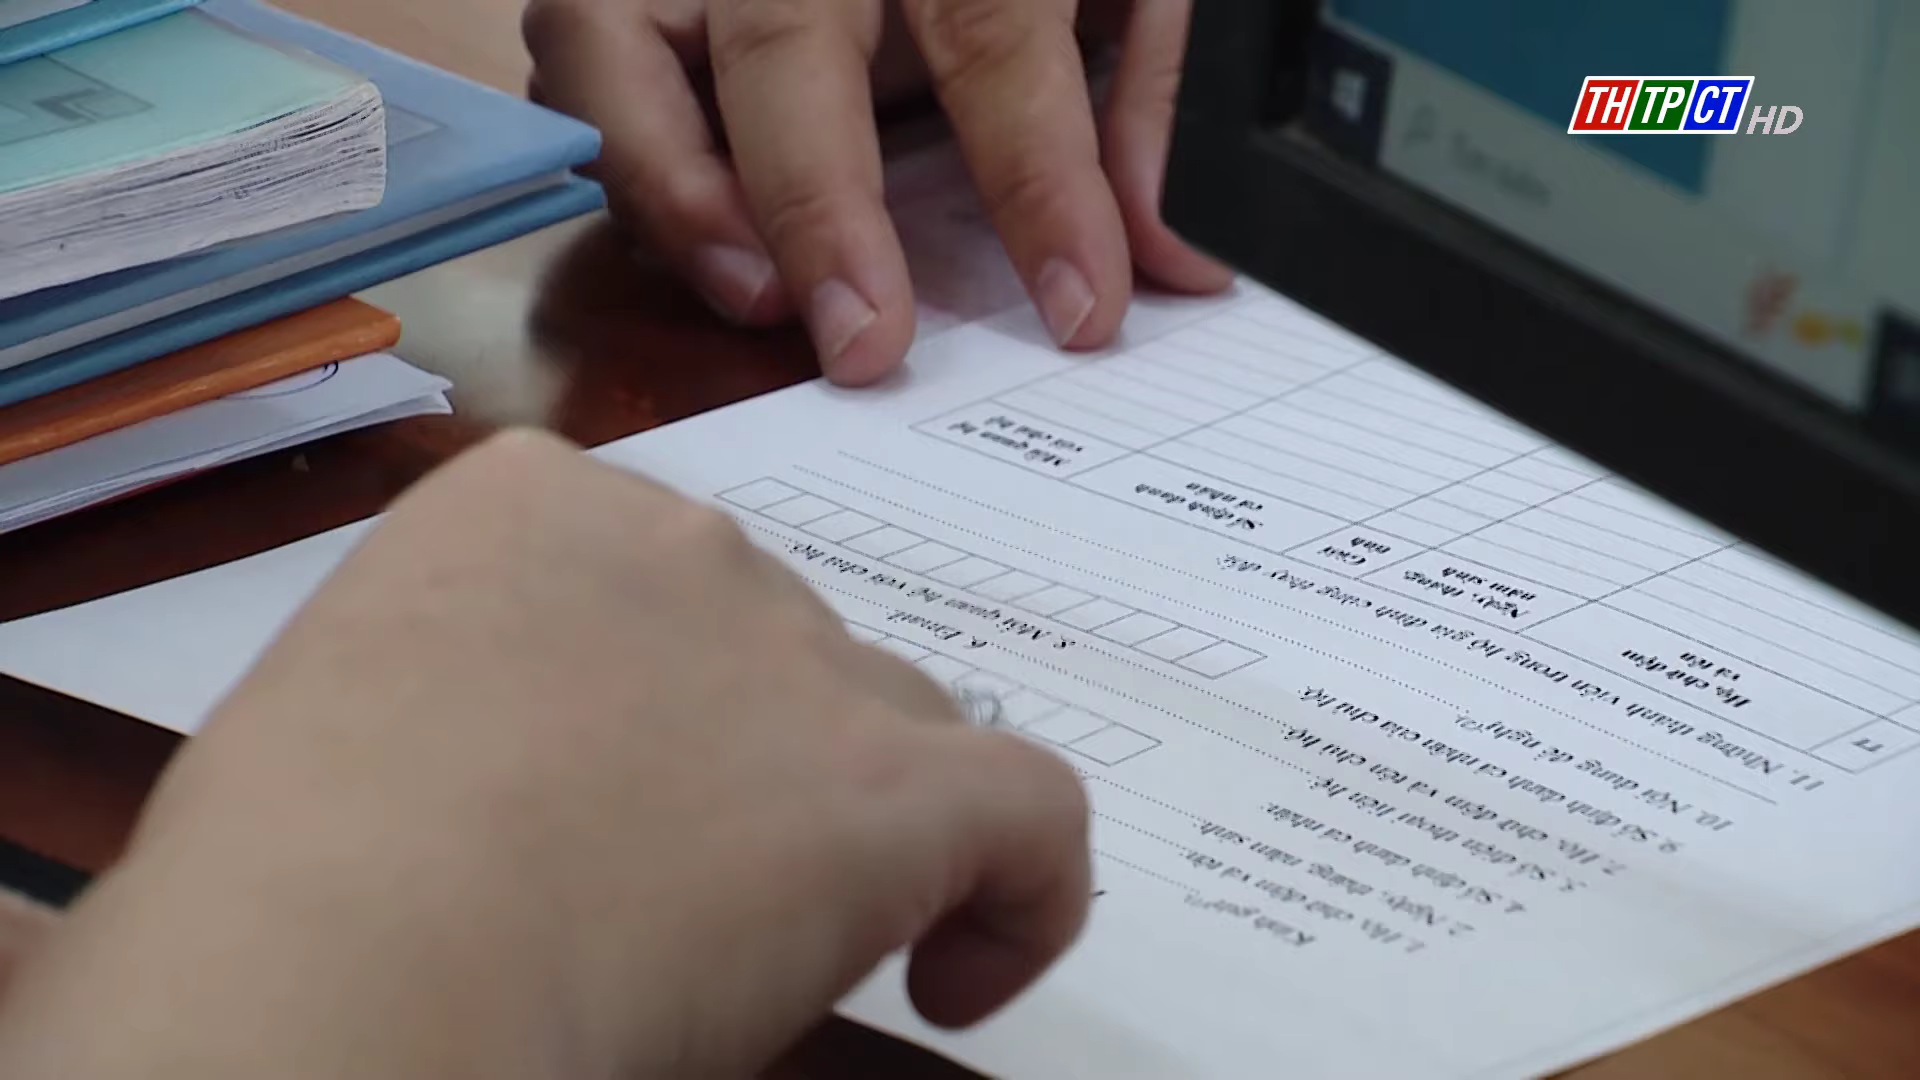 THTPCT HD
Kính gửi(1):
1. Họ, chữ đệm và tên:
2. Ngày, tháng, năm sinh:
4. Số định danh cá nhân:
5. Số điện thoại liên hệ:
6. Email:
7. Họ, chữ đệm và tên chủ hộ:
8. Mối quan hệ với chủ hộ:
9. Số định danh cá nhân của chủ hộ:
10. Nội dung đề nghị(2):
11. Những thành viên trong hộ gia đình cùng thay đổi:
TT
Họ, chữ đệm
và tên
Ngày, tháng,
năm sinh
Giới
tính
Số định danh
cá nhân
Mối quan hệ
với chủ hộ